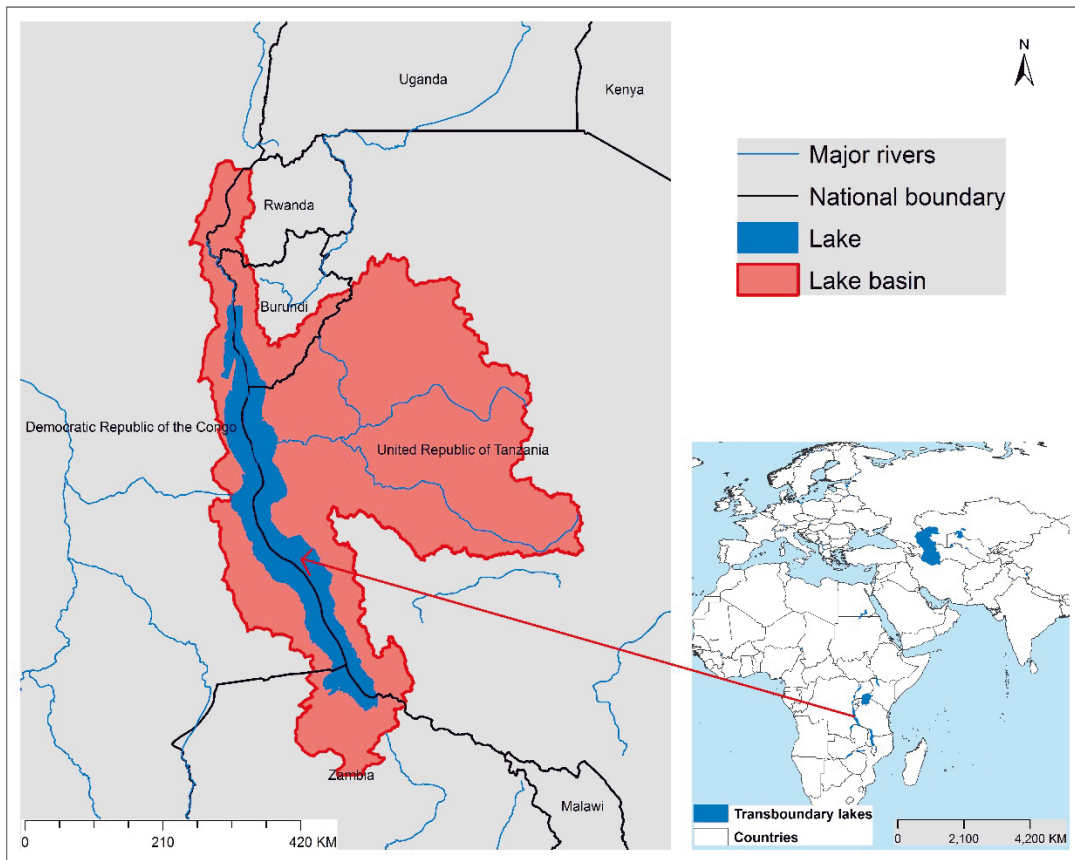 Uganda
Kenya
Rwanda
Burundi
Democratic Republic of the Congo
United Republic of Tanzania
Zambia
Malawi
0 210 420 KM
N
Major rivers
National boundary
Lake
Lake basin
Transboundary lakes
Countries
0 2,100 4,200 KM